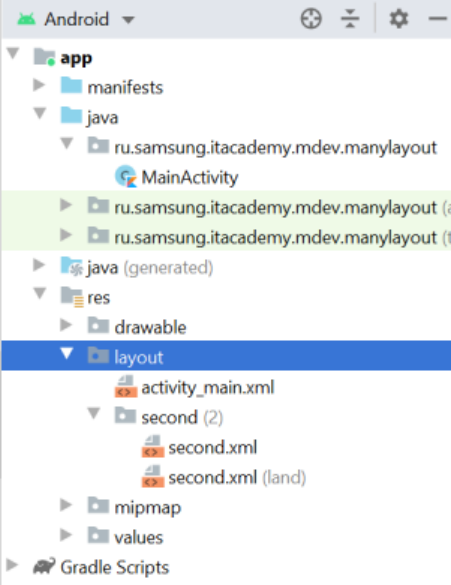 Android
app
manifests
java
ru.samsung.itacademy.mdev.manylayout
MainActivity
ru.samsung.itacademy.mdev.manylayout (a
ru.samsung.itacademy.mdev.manylayout (t
java (generated)
res
drawable
layout
activity_main.xml
second (2)
second.xml
second.xml (land)
mipmap
values
Gradle Scripts